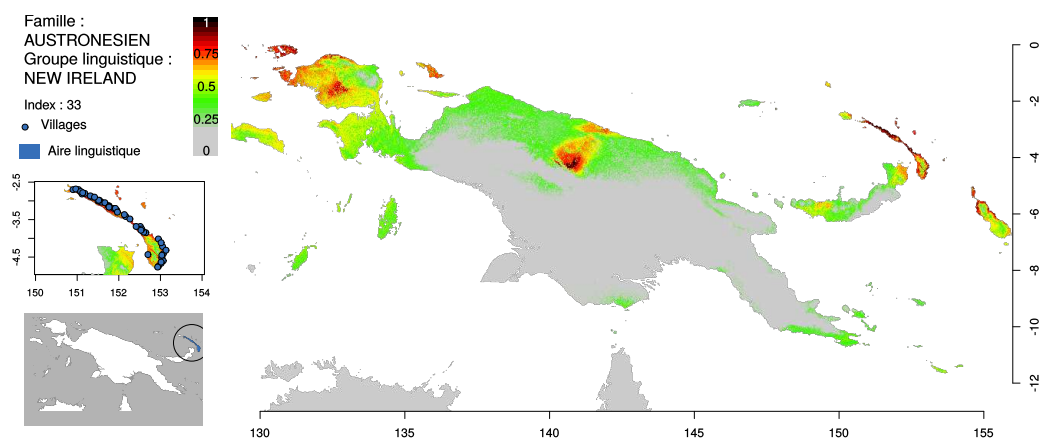 Famille :
AUSTRONESIEN
Groupe linguistique :
NEW IRELAND
Index : 33
Villages
Aire linguistique
1
0.75
0.5
0.25
0
-2.5
-3.5
-4.5
150 151 152 153 154
0
-2
-4
-6
-8
-10
-12
130 135 140 145 150 155